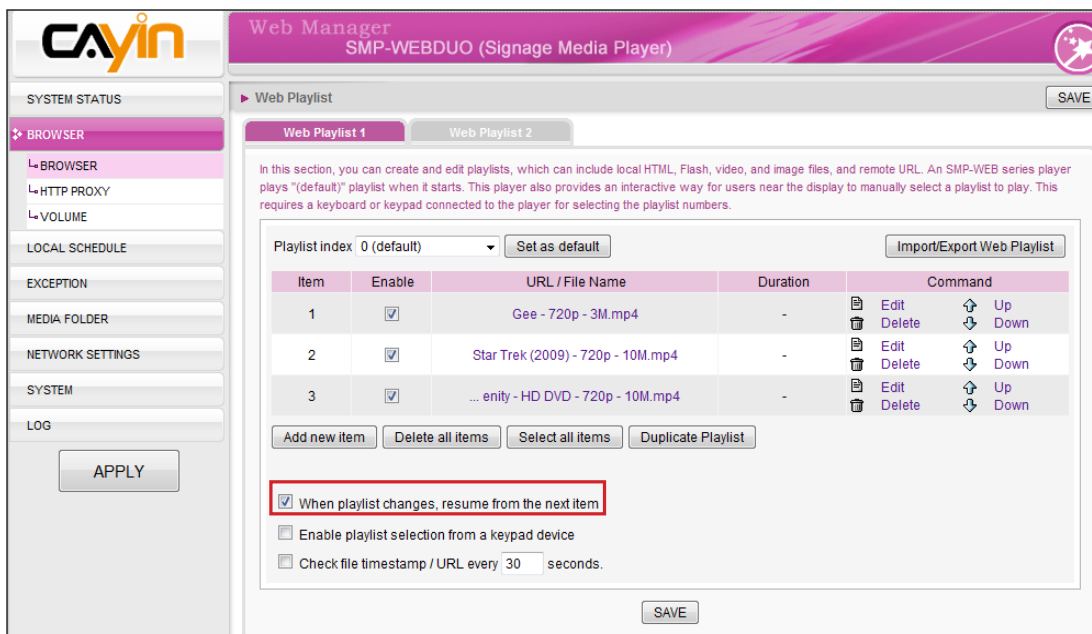 CAYIN
Web Manager
SMP-WEBDUO (Signage Media Player)
SYSTEM STATUS
BROWSER
BROWSER
HTTP PROXY
VOLUME
LOCAL SCHEDULE
EXCEPTION
MEDIA FOLDER
NETWORK SETTINGS
SYSTEM
LOG
APPLY
Web Playlist
SAVE
Web Playlist 1 Web Playlist 2
In this section, you can create and edit playlists, which can include local HTML, Flash, video, and image files, and remote URL. An SMP-WEB series player
plays "(default)" playlist when it starts. This player also provides an interactive way for users near the display to manually select a playlist to play. This
requires a keyboard or keypad connected to the player for selecting the playlist numbers.
Playlist index 0 (default) Set as default Import/Export Web Playlist
Item Enable URL / File Name Duration Command
1 Gee - 720p - 3M.mp4 - Edit Up
Delete Down
2 Star Trek (2009) - 720p - 10M.mp4 - Edit Up
Delete Down
3 ... enity - HD DVD - 720p - 10M.mp4 - Edit Up
Delete Down
Add new item Delete all items Select all items Duplicate Playlist
When playlist changes, resume from the next item
Enable playlist selection from a keypad device
Check file timestamp / URL every 30 seconds.
SAVE